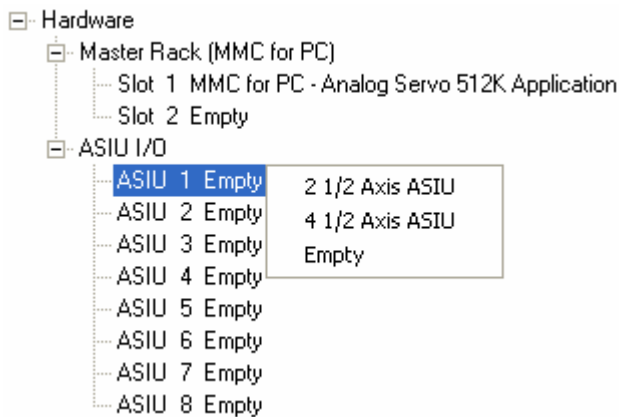 Hardware
Master Rack (MMC for PC)
Slot 1 MMC for PC - Analog Servo 512K Application
Slot 2 Empty
ASIU I/O
ASIU 1 Empty
2 1/2 Axis ASIU
4 1/2 Axis ASIU
Empty
ASIU 2 Empty
ASIU 3 Empty
ASIU 4 Empty
ASIU 5 Empty
ASIU 6 Empty
ASIU 7 Empty
ASIU 8 Empty